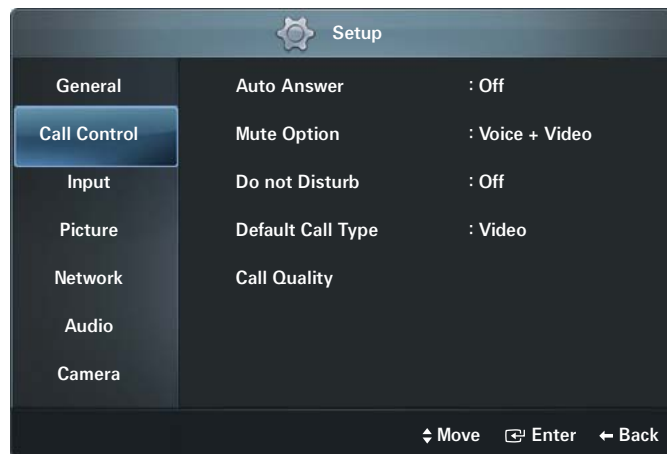 Setup
General
Auto Answer : Off
Call Control
Mute Option : Voice + Video
Input
Do not Disturb : Off
Picture
Default Call Type : Video
Network
Call Quality
Audio
Camera
Move Enter Back